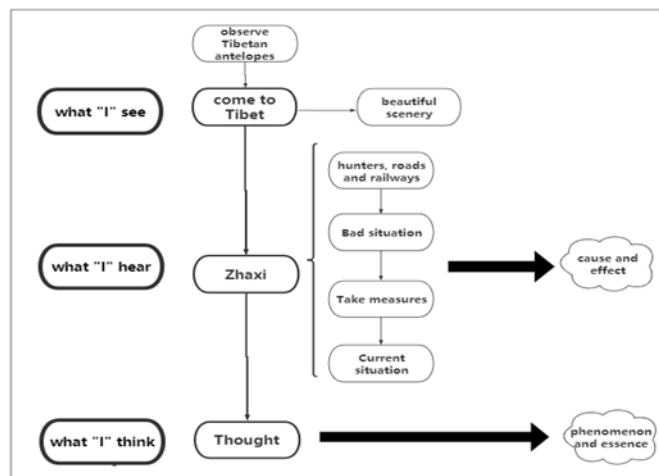 observe
Tibetan
antelopes
what "I" see
come to
Tibet
beautiful
scenery
hunters, roads
and railways
Bad situation
what "I" hear
Zhaxi
Take measures
Current
situation
cause and
effect
what "I" think
Thought
phenomenon
and essence